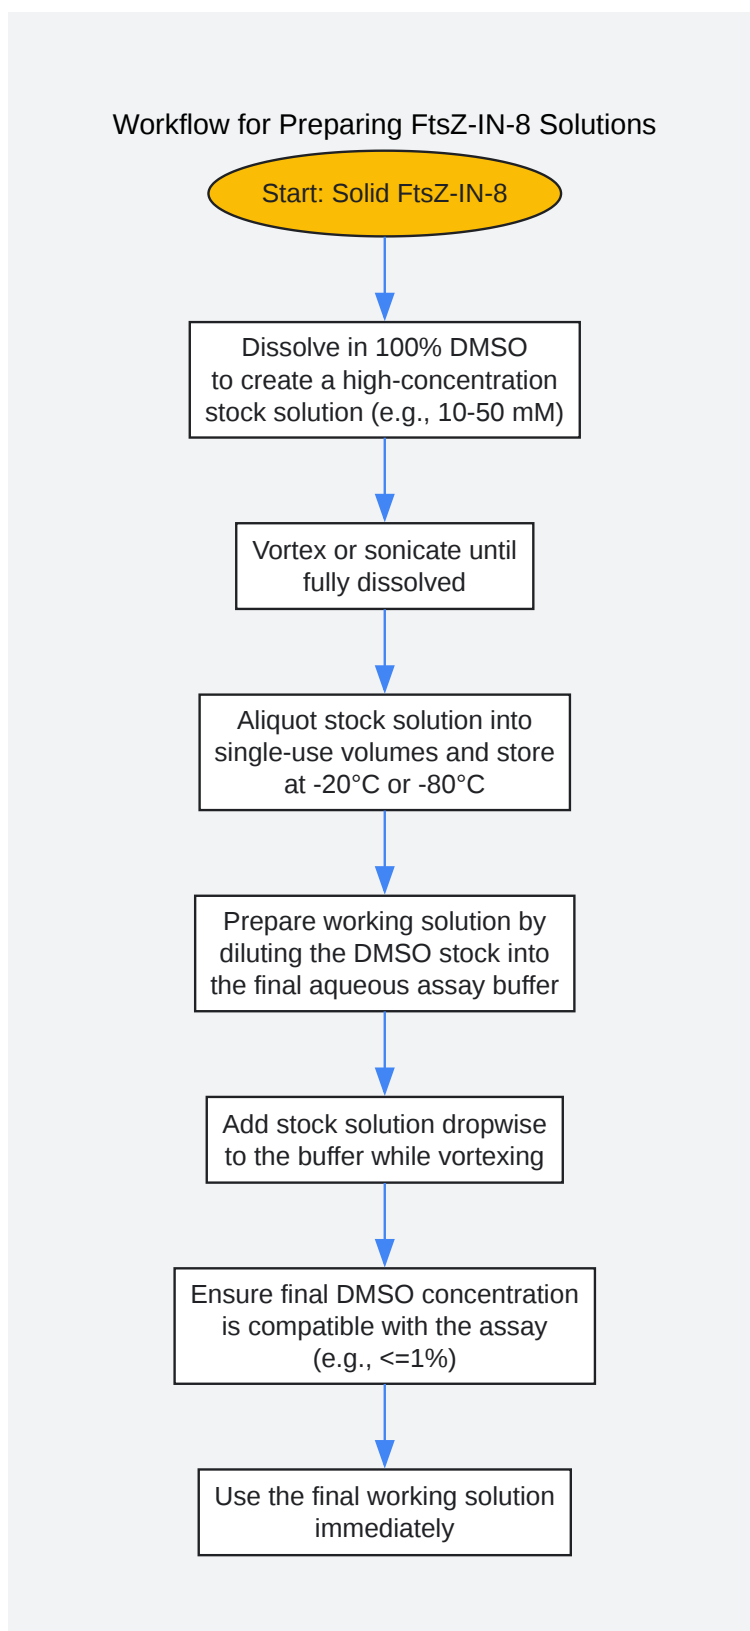 Workflow for Preparing FtsZ-IN-8 Solutions
Start: Solid FtsZ-IN-8
Dissolve in 100% DMSO
to create a high-concentration
stock solution (e.g., 10-50 mM)
Vortex or sonicate until
fully dissolved
Aliquot stock solution into
single-use volumes and store
at -20°C or -80°C
Prepare working solution by
diluting the DMSO stock into
the final aqueous assay buffer
Add stock solution dropwise
to the buffer while vortexing
Ensure final DMSO concentration
is compatible with the assay
(e.g., <=1%)
Use the final working solution
immediately